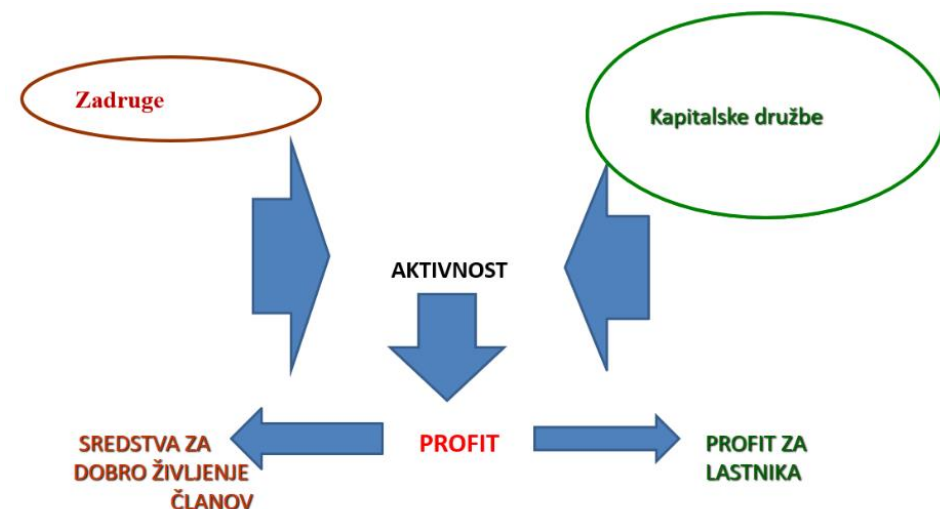 Zadruge
Kapitalske družbe
AKTIVNOST
PROFIT
SREDSTVA ZA
DOBRO ŽIVLJENJE
ČLANOV
PROFIT ZA
LASTNIKA